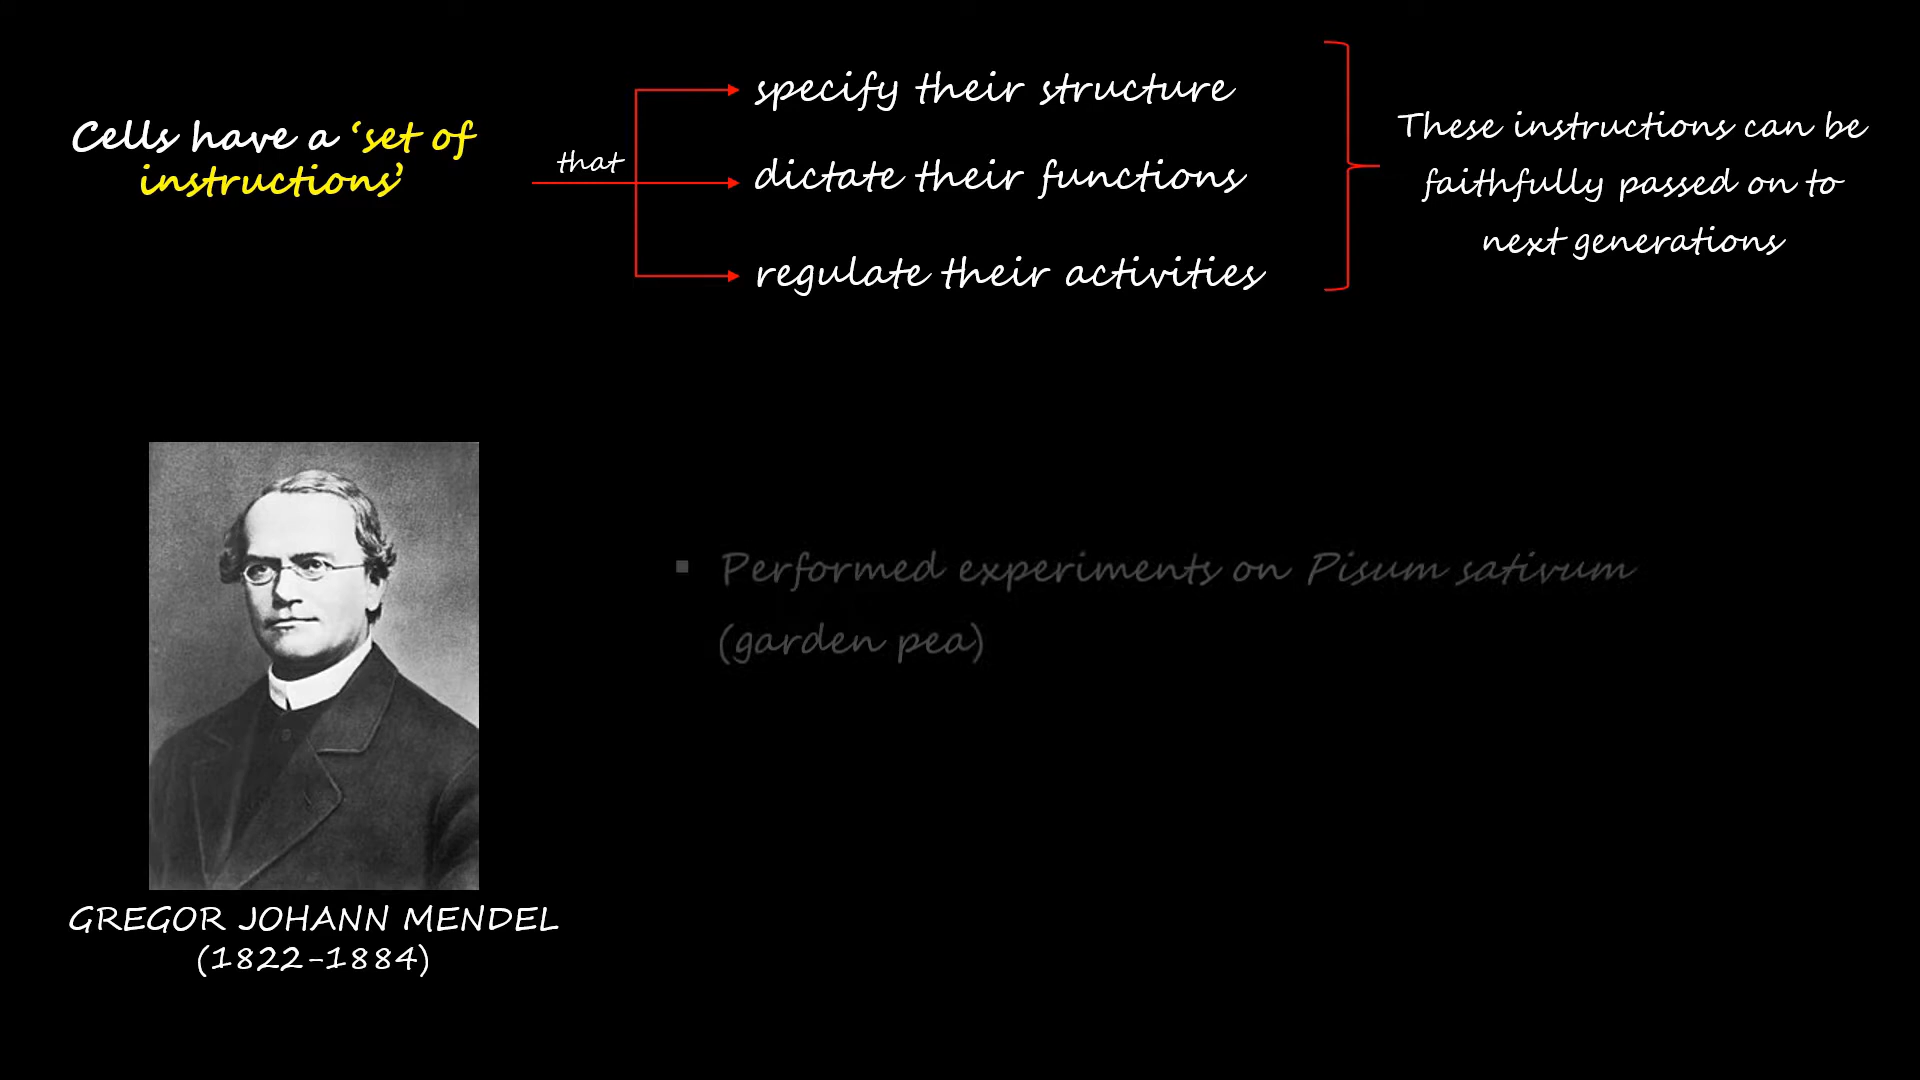 Cells have a ‘set of
instructions’
that
specify their structure
dictate their functions
regulate their activities
These instructions can be
faithfully passed on to
next generations
▪ Performed experiments on Pisum sativum
(garden pea)
GREGOR JOHANN MENDEL
(1822-1884)